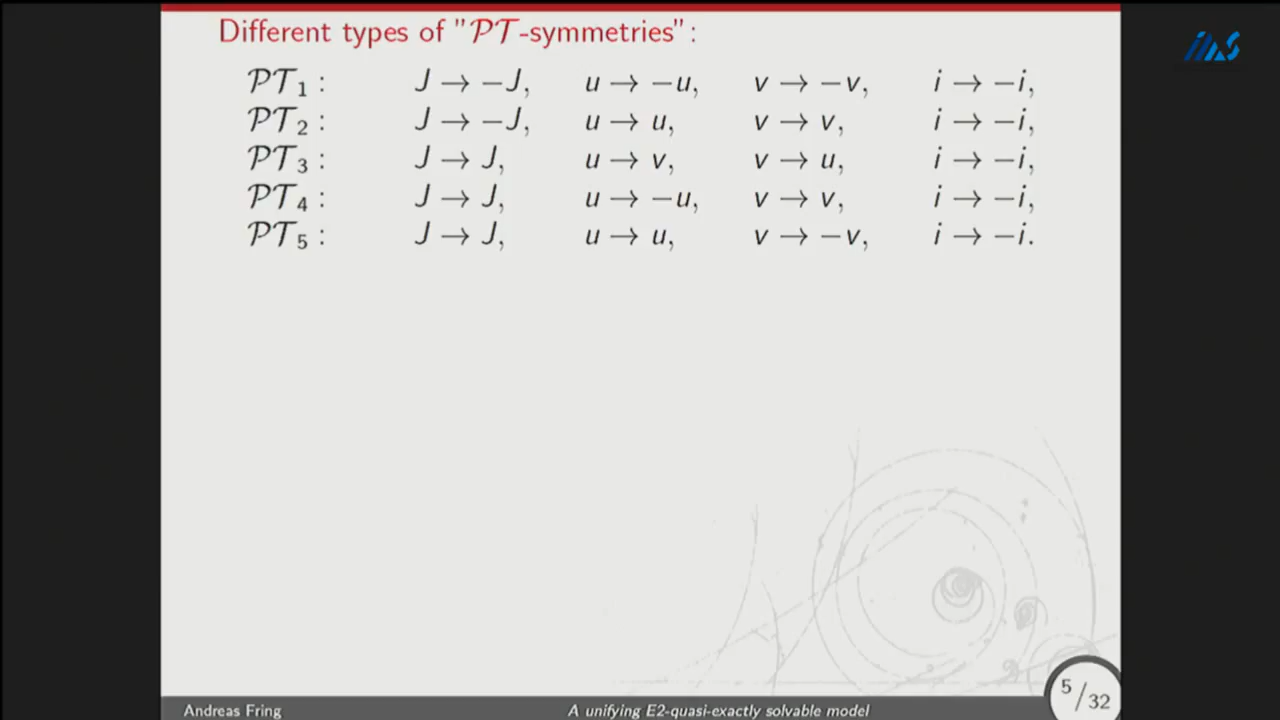 Different types of "𝒫𝒯-symmetries":
𝒫𝒯₁ : J → −J, u → −u, v → −v, i → −i,
𝒫𝒯₂ : J → −J, u → u, v → v, i → −i,
𝒫𝒯₃ : J → J, u → v, v → u, i → −i,
𝒫𝒯₄ : J → J, u → −u, v → v, i → −i,
𝒫𝒯₅ : J → J, u → u, v → −v, i → −i.
Andreas Fring
A unifying E2-quasi-exactly solvable model
5/32